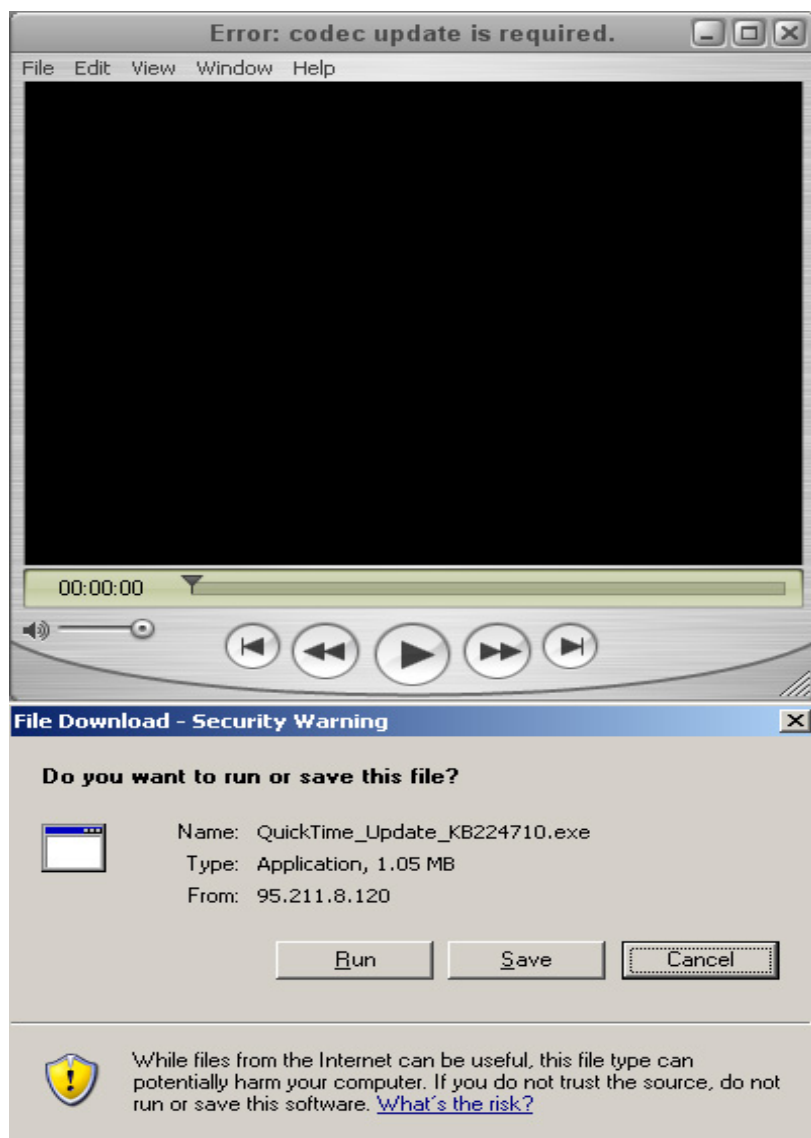 Error: codec update is required.
File Edit View Window Help
00:00:00
File Download - Security Warning
Do you want to run or save this file?
Name: QuickTime_Update_KB224710.exe
Type: Application, 1.05 MB
From: 95.211.8.120
Run Save Cancel
While files from the Internet can be useful, this file type can
potentially harm your computer. If you do not trust the source, do not
run or save this software. What's the risk?